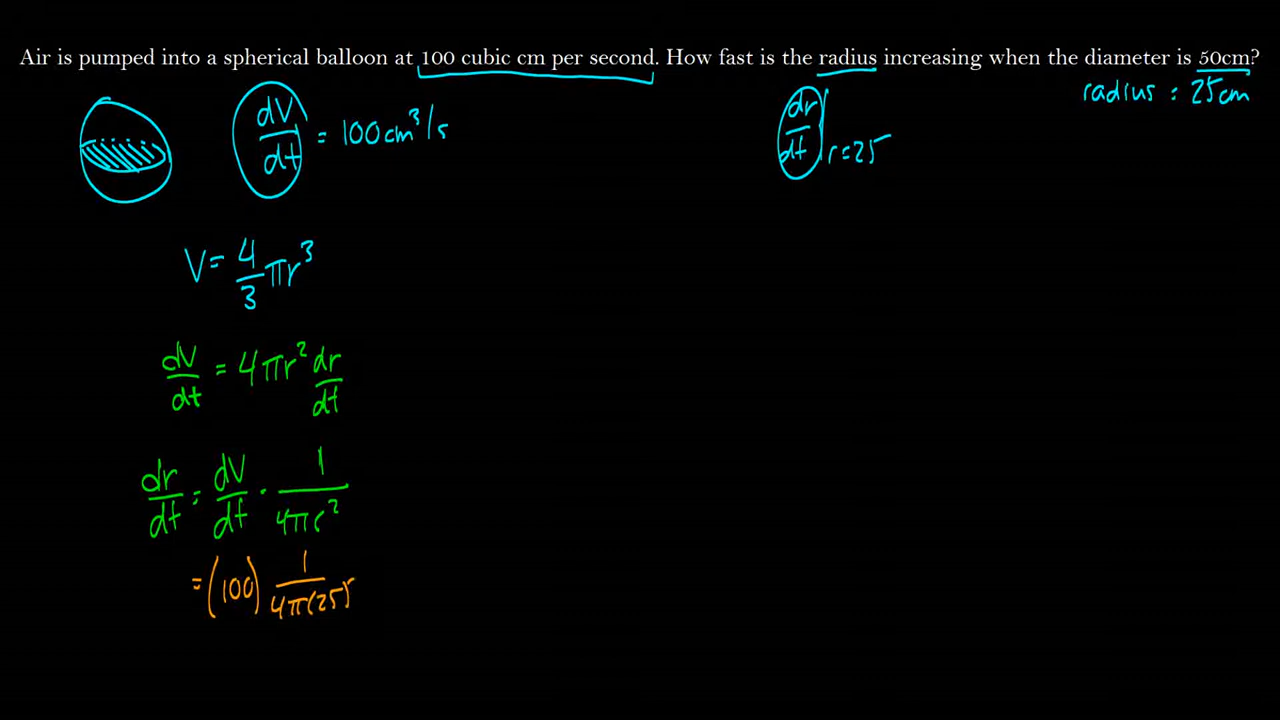 Air is pumped into a spherical balloon at 100 cubic cm per second. How fast is the radius increasing when the diameter is 50cm?
radius = 25cm
dV/dt = 100cm³/s
dr/dt | r=25
V = 4/3 πr³
dV/dt = 4πr² dr/dt
dr/dt = dV/dt · 1/4πr²
= (100) 1/4π(25)